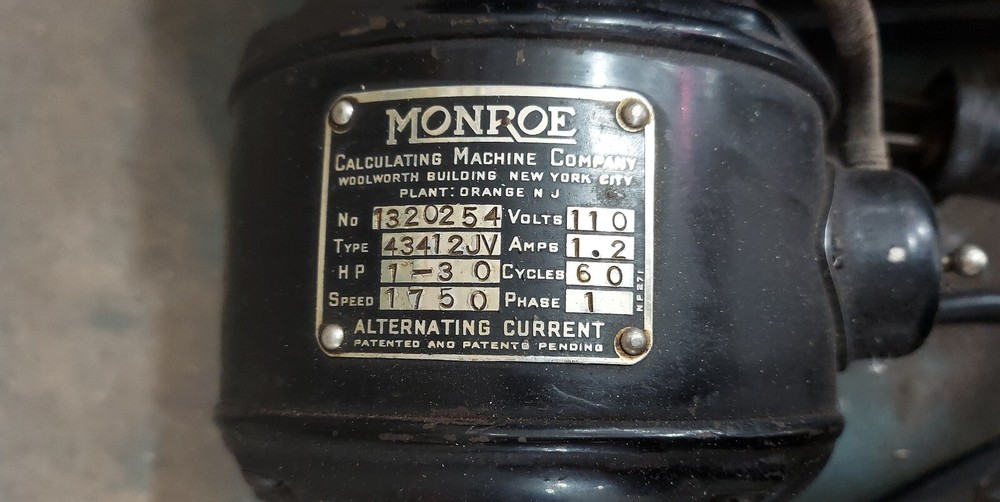 MONROE
CALCULATING MACHINE COMPANY
WOOLWORTH BUILDING NEW YORK CITY
PLANT: ORANGE N J
No 1320254 VOLTS 110
TYPE 43412JV AMPS 1.2
HP 1-30 CYCLES 60
SPEED 1750 PHASE 1
NP271
ALTERNATING CURRENT
PATENTED AND PATENTS PENDING